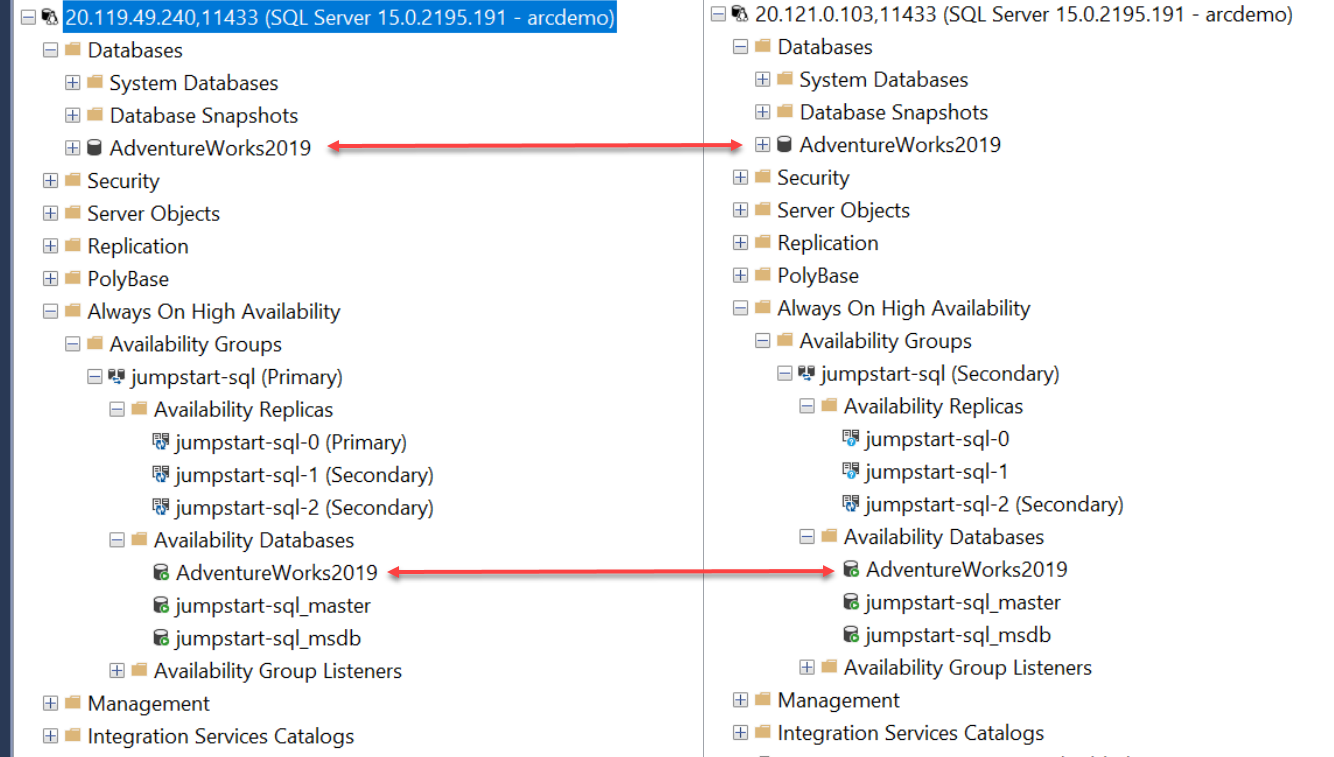 20.119.49.240,11433 (SQL Server 15.0.2195.191 - arcdemo)
Databases
System Databases
Database Snapshots
AdventureWorks2019
Security
Server Objects
Replication
PolyBase
Always On High Availability
Availability Groups
jumpstart-sql (Primary)
Availability Replicas
jumpstart-sql-0 (Primary)
jumpstart-sql-1 (Secondary)
jumpstart-sql-2 (Secondary)
Availability Databases
AdventureWorks2019
jumpstart-sql_master
jumpstart-sql_msdb
Availability Group Listeners
Management
Integration Services Catalogs
20.121.0.103,11433 (SQL Server 15.0.2195.191 - arcdemo)
Databases
System Databases
Database Snapshots
AdventureWorks2019
Security
Server Objects
Replication
PolyBase
Always On High Availability
Availability Groups
jumpstart-sql (Secondary)
Availability Replicas
jumpstart-sql-0
jumpstart-sql-1
jumpstart-sql-2 (Secondary)
Availability Databases
AdventureWorks2019
jumpstart-sql_master
jumpstart-sql_msdb
Availability Group Listeners
Management
Integration Services Catalogs